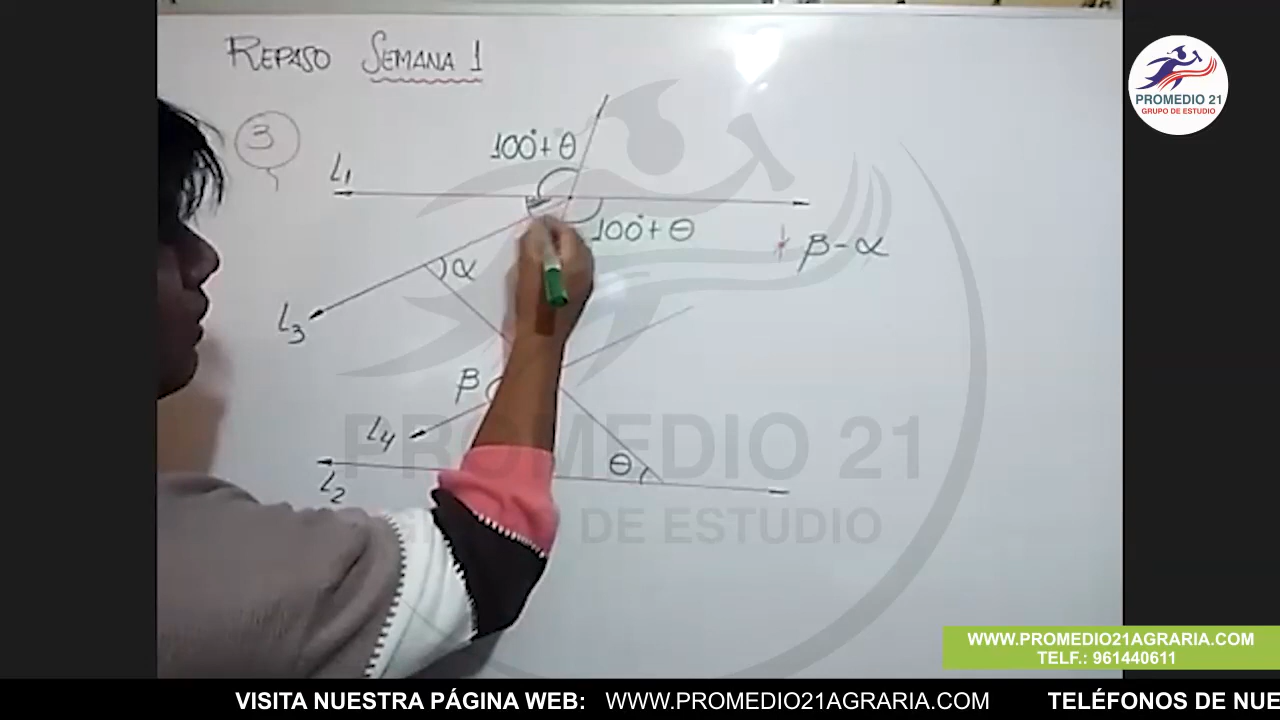 REPASO SEMANA 1
3
100°+θ
L1
100°+θ
β-α
α
L3
β
L4
θ
L2
PROMEDIO 21
GRUPO DE ESTUDIO
PROMEDIO 21
GRUPO DE ESTUDIO
WWW.PROMEDIO21AGRARIA.COM
TELF.: 961440611
VISITA NUESTRA PÁGINA WEB: WWW.PROMEDIO21AGRARIA.COM TELÉFONOS DE NUE